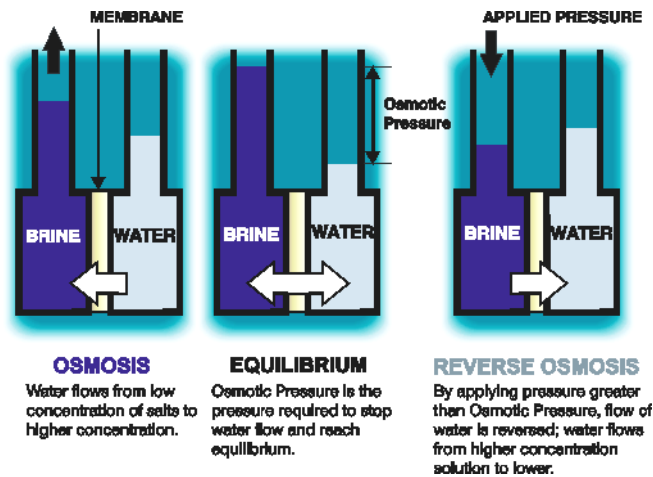 MEMBRANE
APPLIED PRESSURE
Osmotic
Pressure
BRINE
WATER
BRINE
WATER
BRINE
WATER
OSMOSIS
Water flows from low
concentration of salts to
higher concentration.
EQUILIBRIUM
Osmotic Pressure is the
pressure required to stop
water flow and reach
equilibrium.
REVERSE OSMOSIS
By applying pressure greater
than Osmotic Pressure, flow of
water is reversed; water flows
from higher concentration
solution to lower.